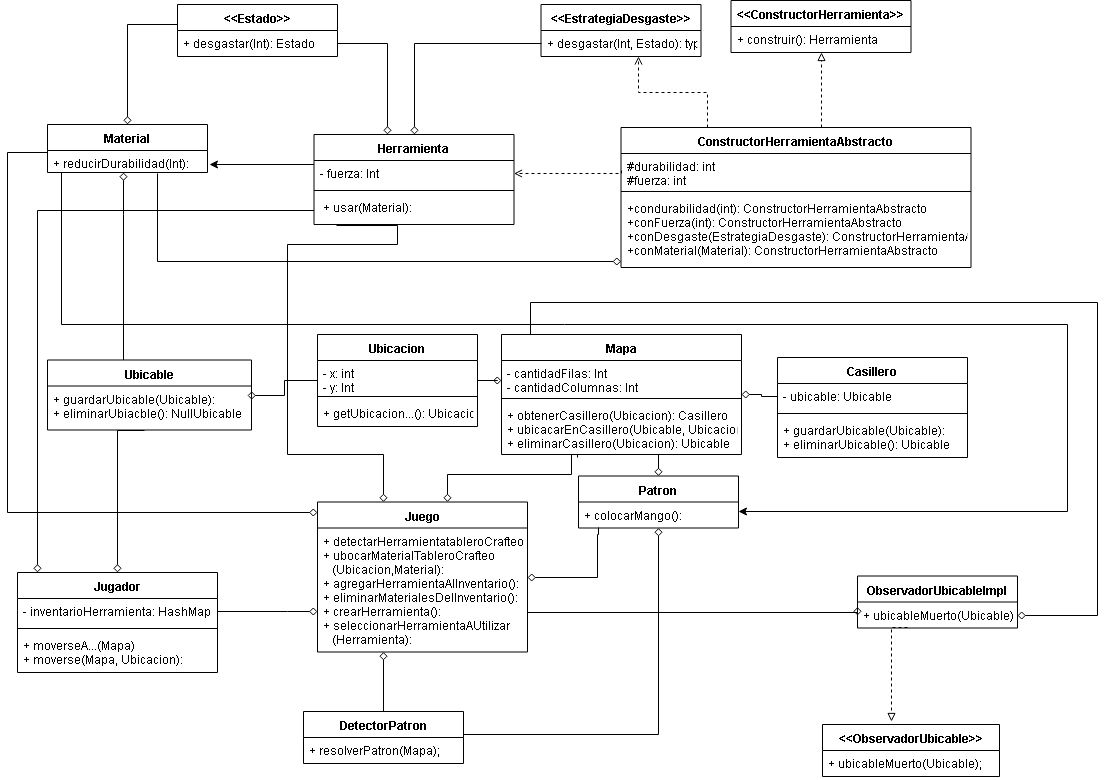 <<Estado>>
+ desgastar(Int): Estado
<<EstrategiaDesgaste>>
+ desgastar(Int, Estado): typ
<<ConstructorHerramienta>>
+ construir(): Herramienta
Material
+ reducirDurabilidad(Int):
Herramienta
- fuerza: Int
+ usar(Material):
ConstructorHerramientaAbstracto
#durabilidad: int
#fuerza: int
+condurabilidad(int): ConstructorHerramientaAbstracto
+conFuerza(int): ConstructorHerramientaAbstracto
+conDesgaste(EstrategiaDesgaste): ConstructorHerramientaA
+conMaterial(Material): ConstructorHerramientaAbstracto
Ubicable
+ guardarUbicable(Ubicable):
+ eliminarUbiacble(): NullUbicable
Ubicacion
- x: int
- y: Int
+ getUbicacion...(): Ubicacio
Mapa
- cantidadFilas: Int
- cantidadColumnas: Int
+ obtenerCasillero(Ubicacion): Casillero
+ ubicacarEnCasillero(Ubicable, Ubicacio
+ eliminarCasillero(Ubicacion): Ubicable
Casillero
- ubicable: Ubicable
+ guardarUbicable(Ubicable):
+ eliminarUbicable(): Ubicable
Patron
+ colocarMango():
Juego
+ detectarHerramientatableroCrafteo
+ ubocarMaterialTableroCrafteo
(Ubicacion,Material):
+ agregarHerramientaAlInventario():
+ eliminarMaterialesDelInventario():
+ crearHerramienta():
+ seleccionarHerramientaAUtilizar
(Herramienta):
Jugador
- inventarioHerramienta: HashMap
+ moverseA...(Mapa)
+ moverse(Mapa, Ubicacion):
ObservadorUbicableImpl
+ ubicableMuerto(Ubicable)
DetectorPatron
+ resolverPatron(Mapa);
<<ObservadorUbicable>>
+ ubicableMuerto(Ubicable);